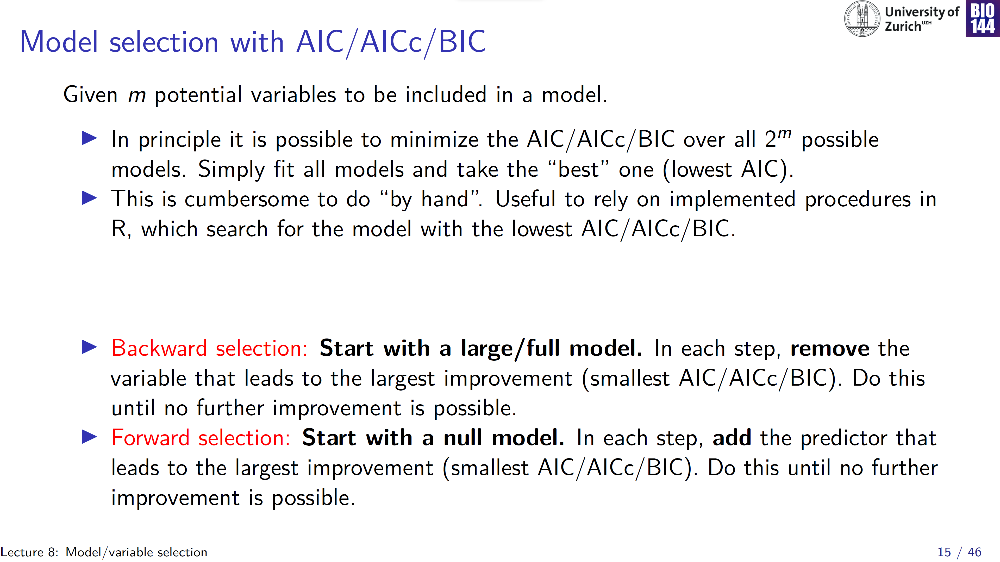 University of
Zurich UZH
BIO
144
Model selection with AIC/AICc/BIC
Given m potential variables to be included in a model.
▶ In principle it is possible to minimize the AIC/AICc/BIC over all 2^m possible
models. Simply fit all models and take the “best” one (lowest AIC).
▶ This is cumbersome to do “by hand”. Useful to rely on implemented procedures in
R, which search for the model with the lowest AIC/AICc/BIC.
▶ Backward selection: Start with a large/full model. In each step, remove the
variable that leads to the largest improvement (smallest AIC/AICc/BIC). Do this
until no further improvement is possible.
▶ Forward selection: Start with a null model. In each step, add the predictor that
leads to the largest improvement (smallest AIC/AICc/BIC). Do this until no further
improvement is possible.
Lecture 8: Model/variable selection
15 / 46